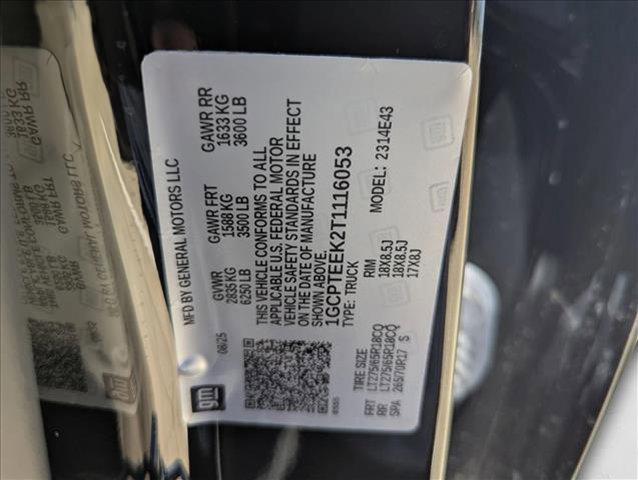 MFD BY GENERAL MOTORS LLC
08/25
GVWR GAWR FRT GAWR RR
2835 KG 1588 KG 1633 KG
6250 LB 3500 LB 3600 LB
THIS VEHICLE CONFORMS TO ALL
APPLICABLE U.S. FEDERAL MOTOR
VEHICLE SAFETY STANDARDS IN EFFECT
ON THE DATE OF MANUFACTURE
SHOWN ABOVE.
1GCPTEEK2T1116053
TYPE: TRUCK MODEL: 2314E43
TIRE SIZE RIM
FRT LT275/65R18CQ 18X8.5J
RR LT275/65R18CQ 18X8.5J
SPA 265/70R17 S 17X8J
gm